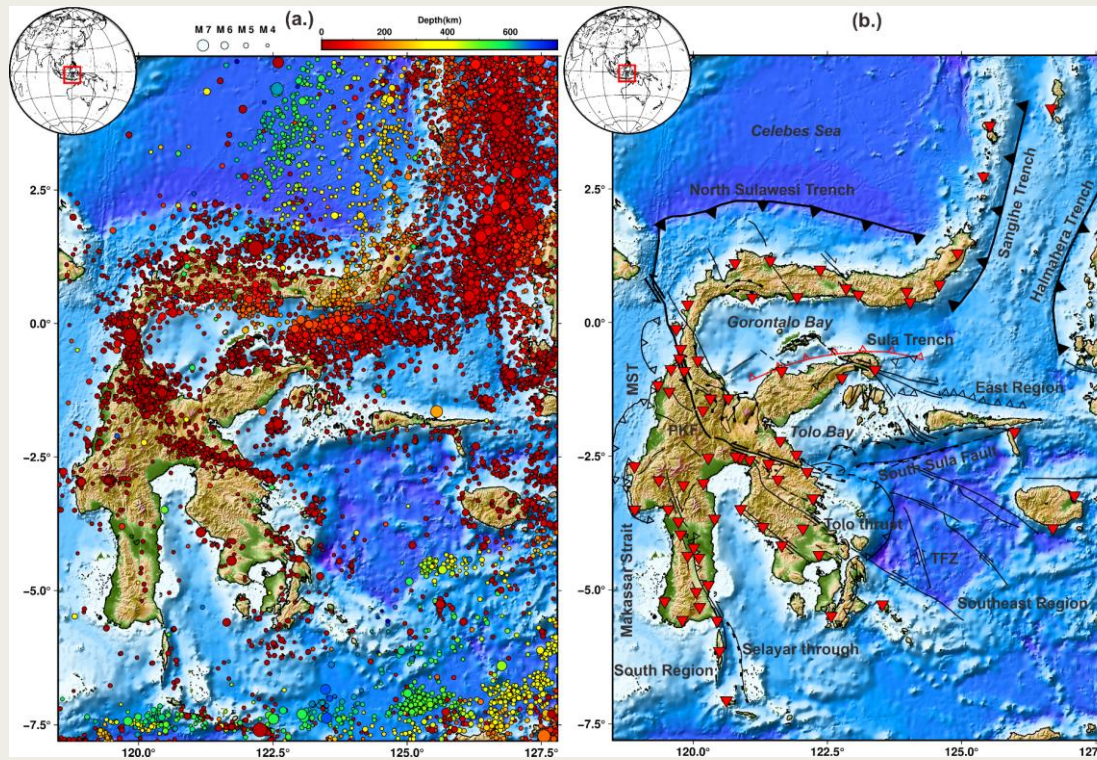 (a.)
M 7 M 6 M 5 M 4
Depth(km)
0 200 400 600
2.5°
0.0°
−2.5°
−5.0°
−7.5°
120.0° 122.5° 125.0° 127.5°
(b.)
Celebes Sea
North Sulawesi Trench
Sangihe Trench
Halmahera Trench
Gorontalo Bay
Sula Trench
MST
East Region
PKF
Tolo Bay
South Sula Fault
Tolo thrust
TFZ
Makassar Strait
Southeast Region
Selayar through
South Region
2.5°
0.0°
−2.5°
−5.0°
−7.5°
120.0° 122.5° 125.0° 127.